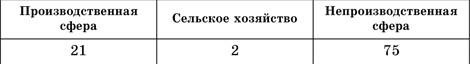 Производственная сфера
Сельское хозяйство
Непроизводственная сфера
21
2
75